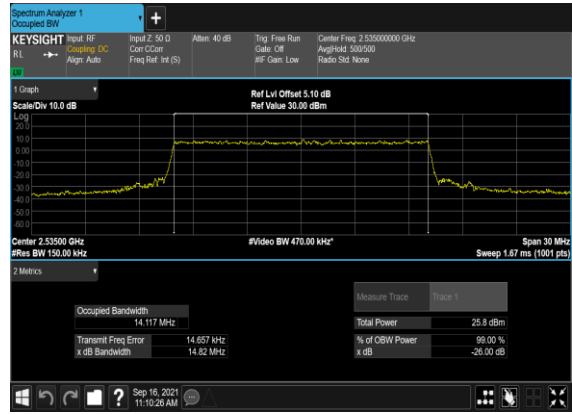 Spectrum Analyzer 1
Occupied BW
+
KEYSIGHT Input: RF Input Z: 50 Ω Atten: 40 dB Trig: Free Run Center Freq: 2.535000000 GHz
RL Coupling: DC Corr CCorr Gate: Off Avg|Hold: 500/500
Align: Auto Freq Ref: Int (S) #IF Gain: Low Radio Std: None
LW
1 Graph
Ref Lvl Offset 5.10 dB
Scale/Div 10.0 dB Ref Value 30.00 dBm
Log
20.0
10.0
0.00
-10.0
-20.0
-30.0
-40.0
-50.0
-60.0
Center 2.53500 GHz #Video BW 470.00 kHz* Span 30 MHz
#Res BW 150.00 kHz Sweep 1.67 ms (1001 pts)
2 Metrics
Measure Trace Trace 1
Occupied Bandwidth
14.117 MHz Total Power 25.8 dBm
Transmit Freq Error 14.657 kHz % of OBW Power 99.00 %
x dB Bandwidth 14.82 MHz x dB -26.00 dB
? Sep 16, 2021
11:10:26 AM